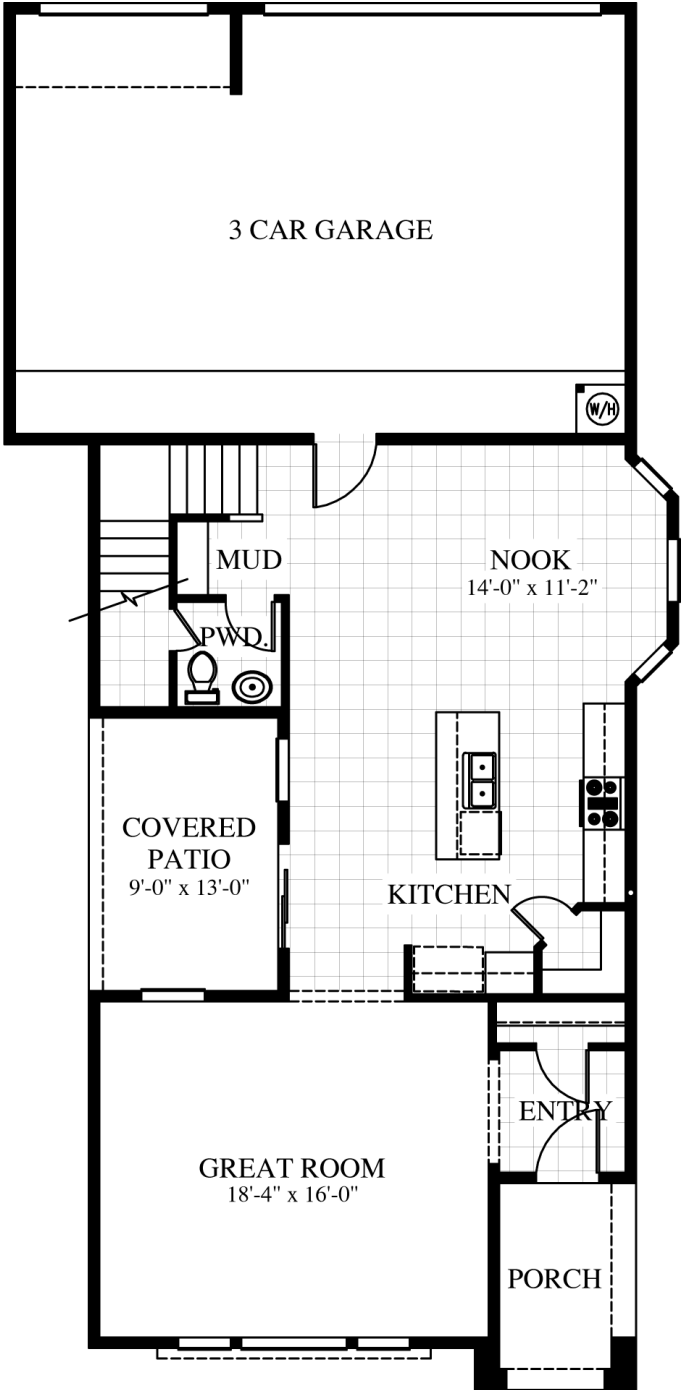 3 CAR GARAGE
W/H
MUD
NOOK
14'-0" x 11'-2"
PWD.
COVERED
PATIO
9'-0" x 13'-0"
KITCHEN
ENTRY
GREAT ROOM
18'-4" x 16'-0"
PORCH